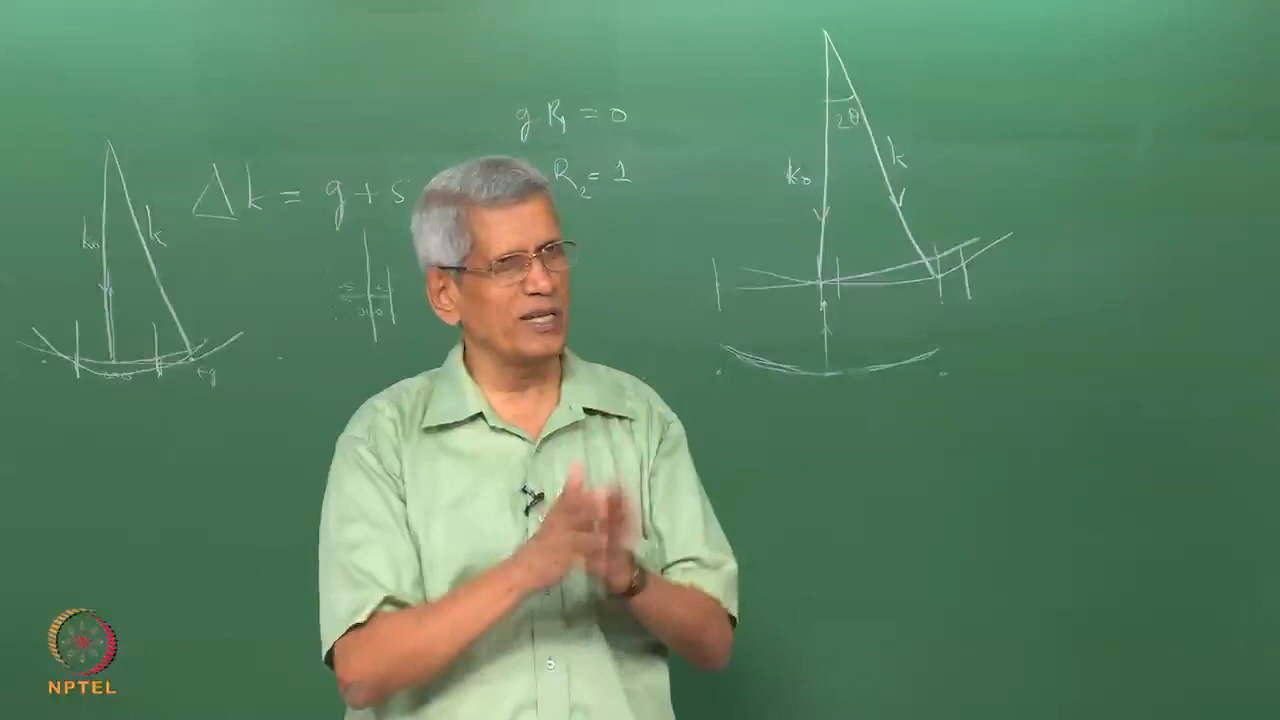 g. R₁ = 0
R₂ = 1
Δk = g + s
k₀
k
k₀
k
2θ
NPTEL